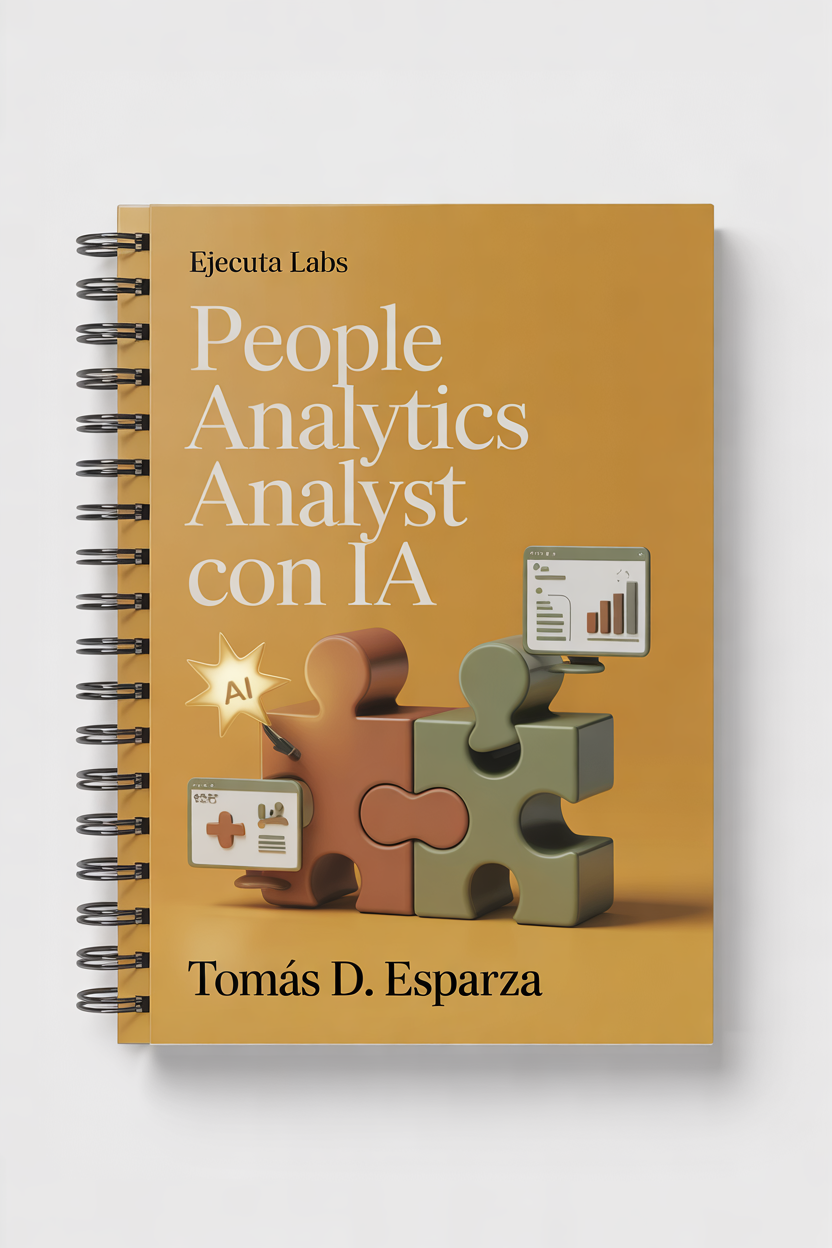 Ejecuta Labs
People
Analytics
Analyst
con IA
AI
Tomás D. Esparza